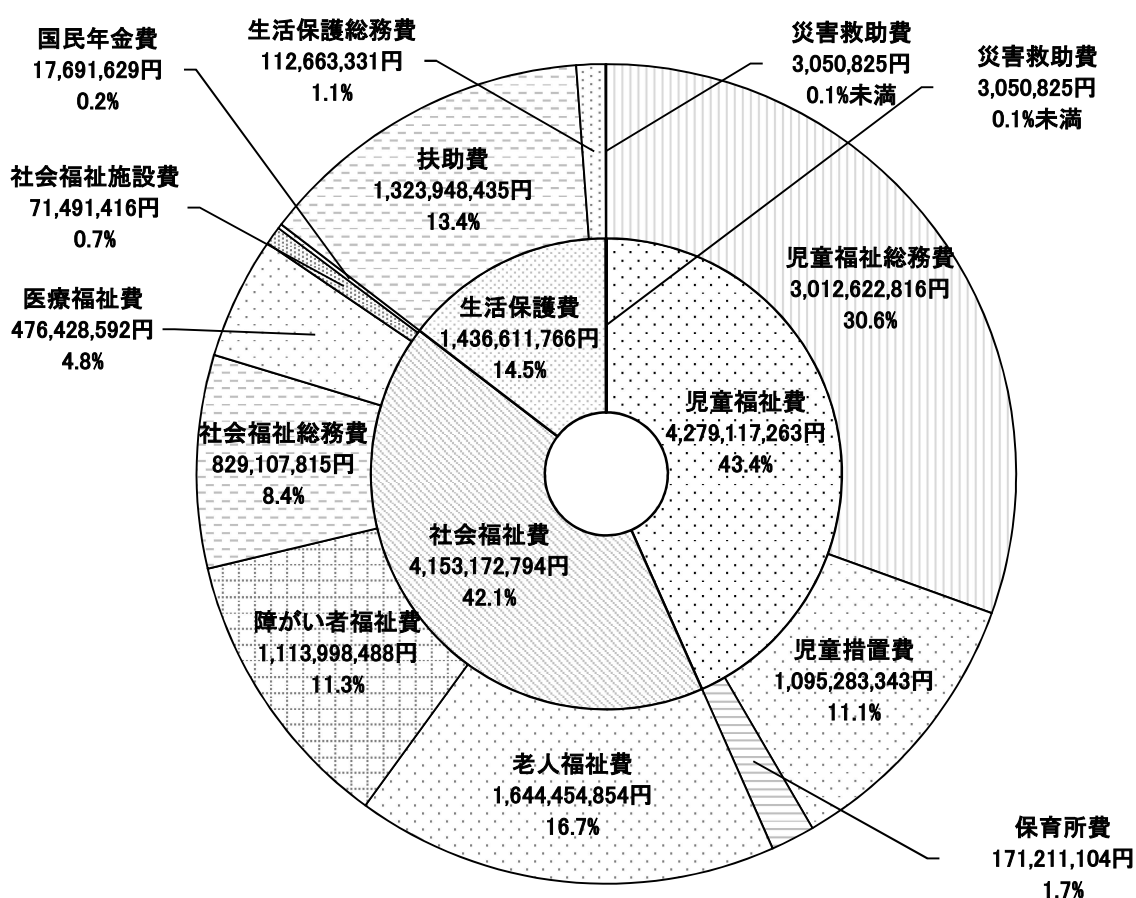 国民年金費
17,691,629円
0.2%
生活保護総務費
112,663,331円
1.1%
災害救助費
3,050,825円
0.1%未満
災害救助費
3,050,825円
0.1%未満
扶助費
1,323,948,435円
13.4%
社会福祉施設費
71,491,416円
0.7%
児童福祉総務費
3,012,622,816円
30.6%
医療福祉費
476,428,592円
4.8%
生活保護費
1,436,611,766円
14.5%
児童福祉費
4,279,117,263円
43.4%
社会福祉総務費
829,107,815円
8.4%
社会福祉費
4,153,172,794円
42.1%
障がい者福祉費
1,113,998,488円
11.3%
児童措置費
1,095,283,343円
11.1%
老人福祉費
1,644,454,854円
16.7%
保育所費
171,211,104円
1.7%